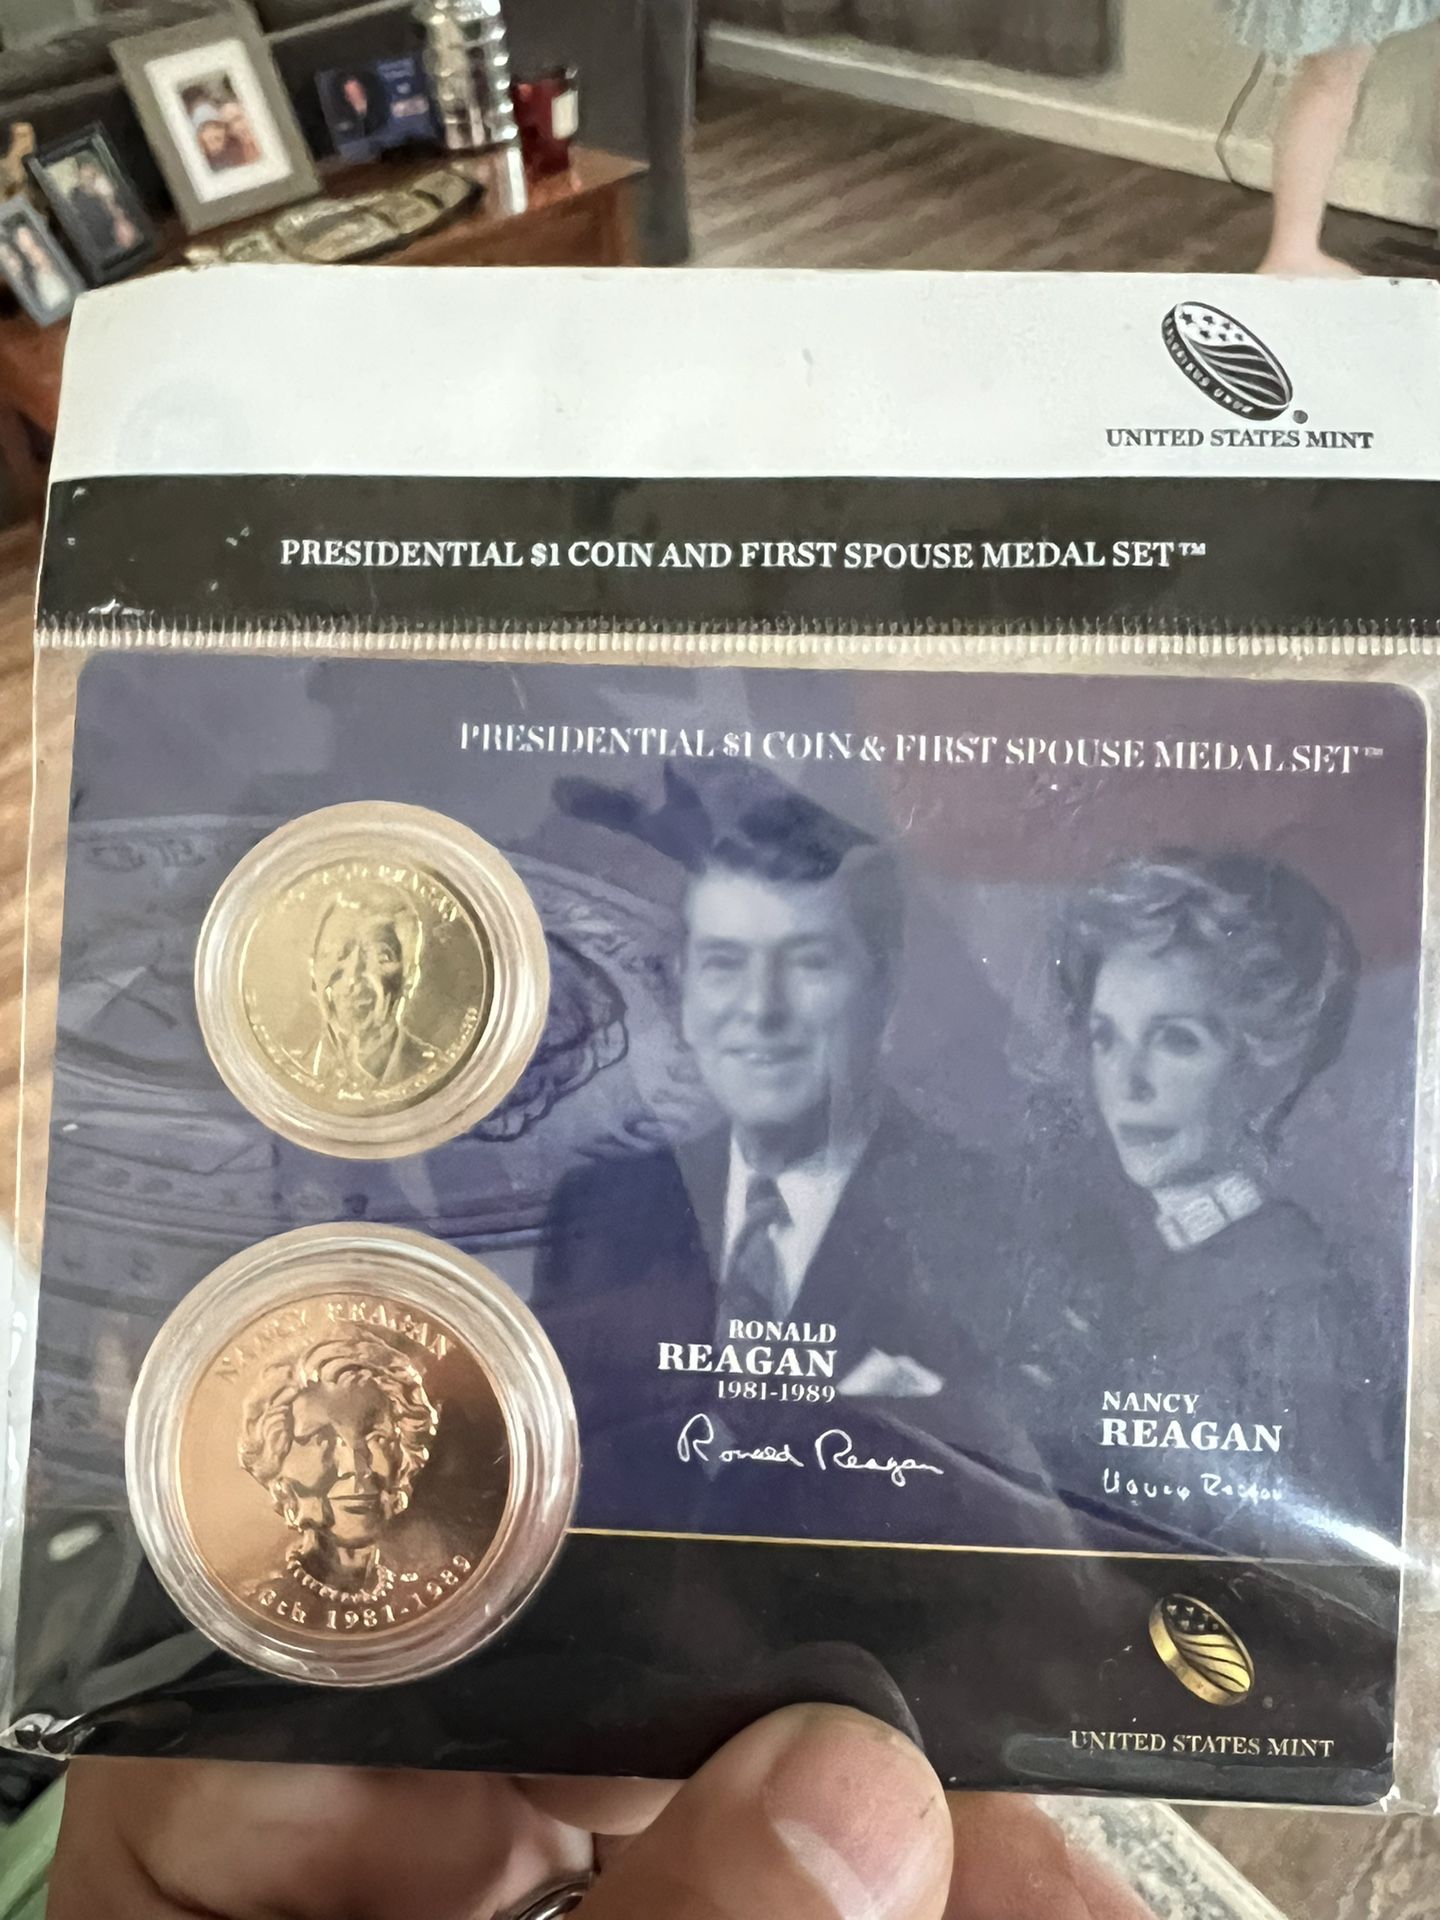 UNITED STATES MINT
PRESIDENTIAL $1 COIN AND FIRST SPOUSE MEDAL SET™
PRESIDENTIAL $1 COIN & FIRST SPOUSE MEDAL SET™
REAGAN
RONALD
REAGAN
1981-1989
Ronald Reagan
NANCY
REAGAN
Nancy Reagan
NANCY REAGAN
1981-1989
UNITED STATES MINT